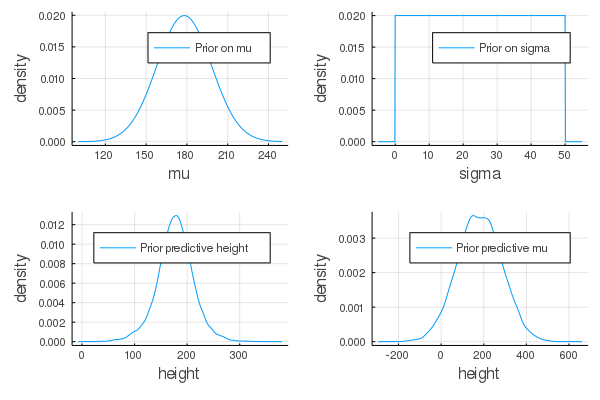 density
0.020
0.015
0.010
0.005
0.000
Prior on mu
120 150 180 210 240
mu
density
0.020
0.015
0.010
0.005
0.000
Prior on sigma
0 10 20 30 40 50
sigma
density
0.012
0.010
0.008
0.006
0.004
0.002
0.000
Prior predictive height
0 100 200 300
height
density
0.003
0.002
0.001
0.000
Prior predictive mu
-200 0 200 400 600
height